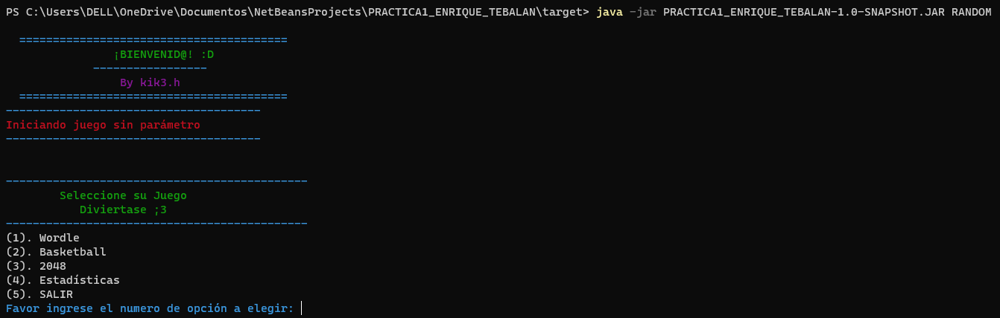 PS C:\Users\DELL\OneDrive\Documentos\NetBeansProjects\PRACTICA1_ENRIQUE_TEBALAN\target> java -jar PRACTICA1_ENRIQUE_TEBALAN-1.0-SNAPSHOT.JAR RANDOM
========================================
¡BIENVENID@! :D
-----------------
By kik3.h
========================================
--------------------------------------
Iniciando juego sin parámetro
--------------------------------------
---------------------------------------------
Seleccione su Juego
Diviertase ;3
---------------------------------------------
(1). Wordle
(2). Basketball
(3). 2048
(4). Estadísticas
(5). SALIR
Favor ingrese el numero de opción a elegir: